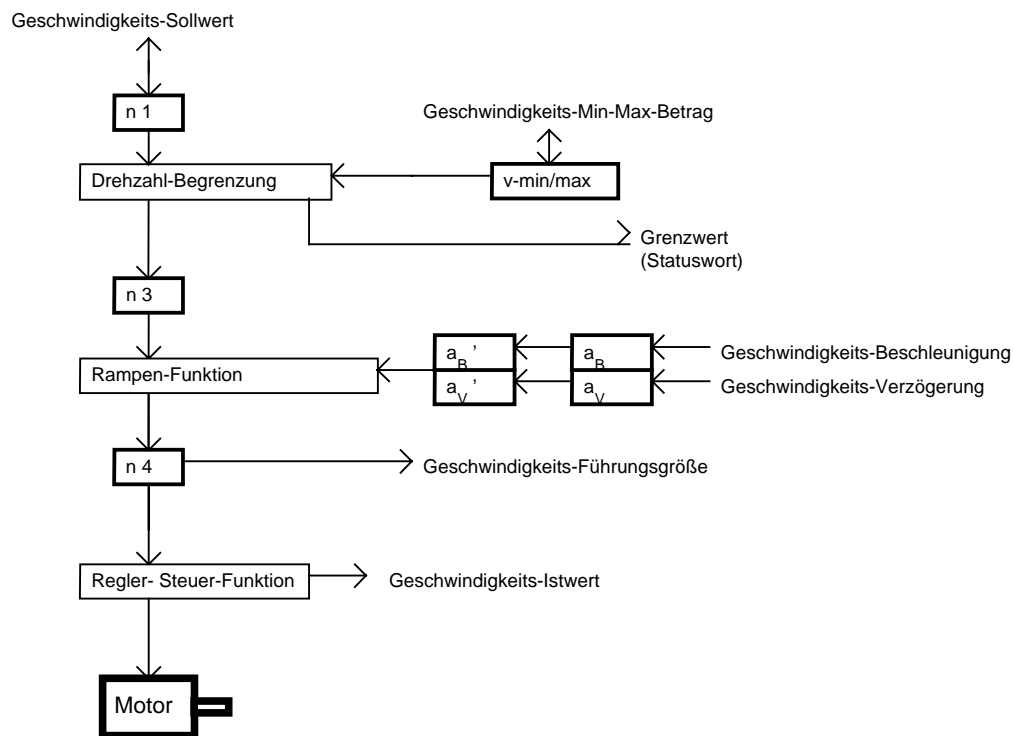 Geschwindigkeits-Sollwert
n 1
Geschwindigkeits-Min-Max-Betrag
Drehzahl-Begrenzung
v-min/max
Grenzwert
(Statuswort)
n 3
a_B'
a_B
Geschwindigkeits-Beschleunigung
Rampen-Funktion
a_V'
a_V
Geschwindigkeits-Verzögerung
n 4
Geschwindigkeits-Führungsgröße
Regler- Steuer-Funktion
Geschwindigkeits-Istwert
Motor